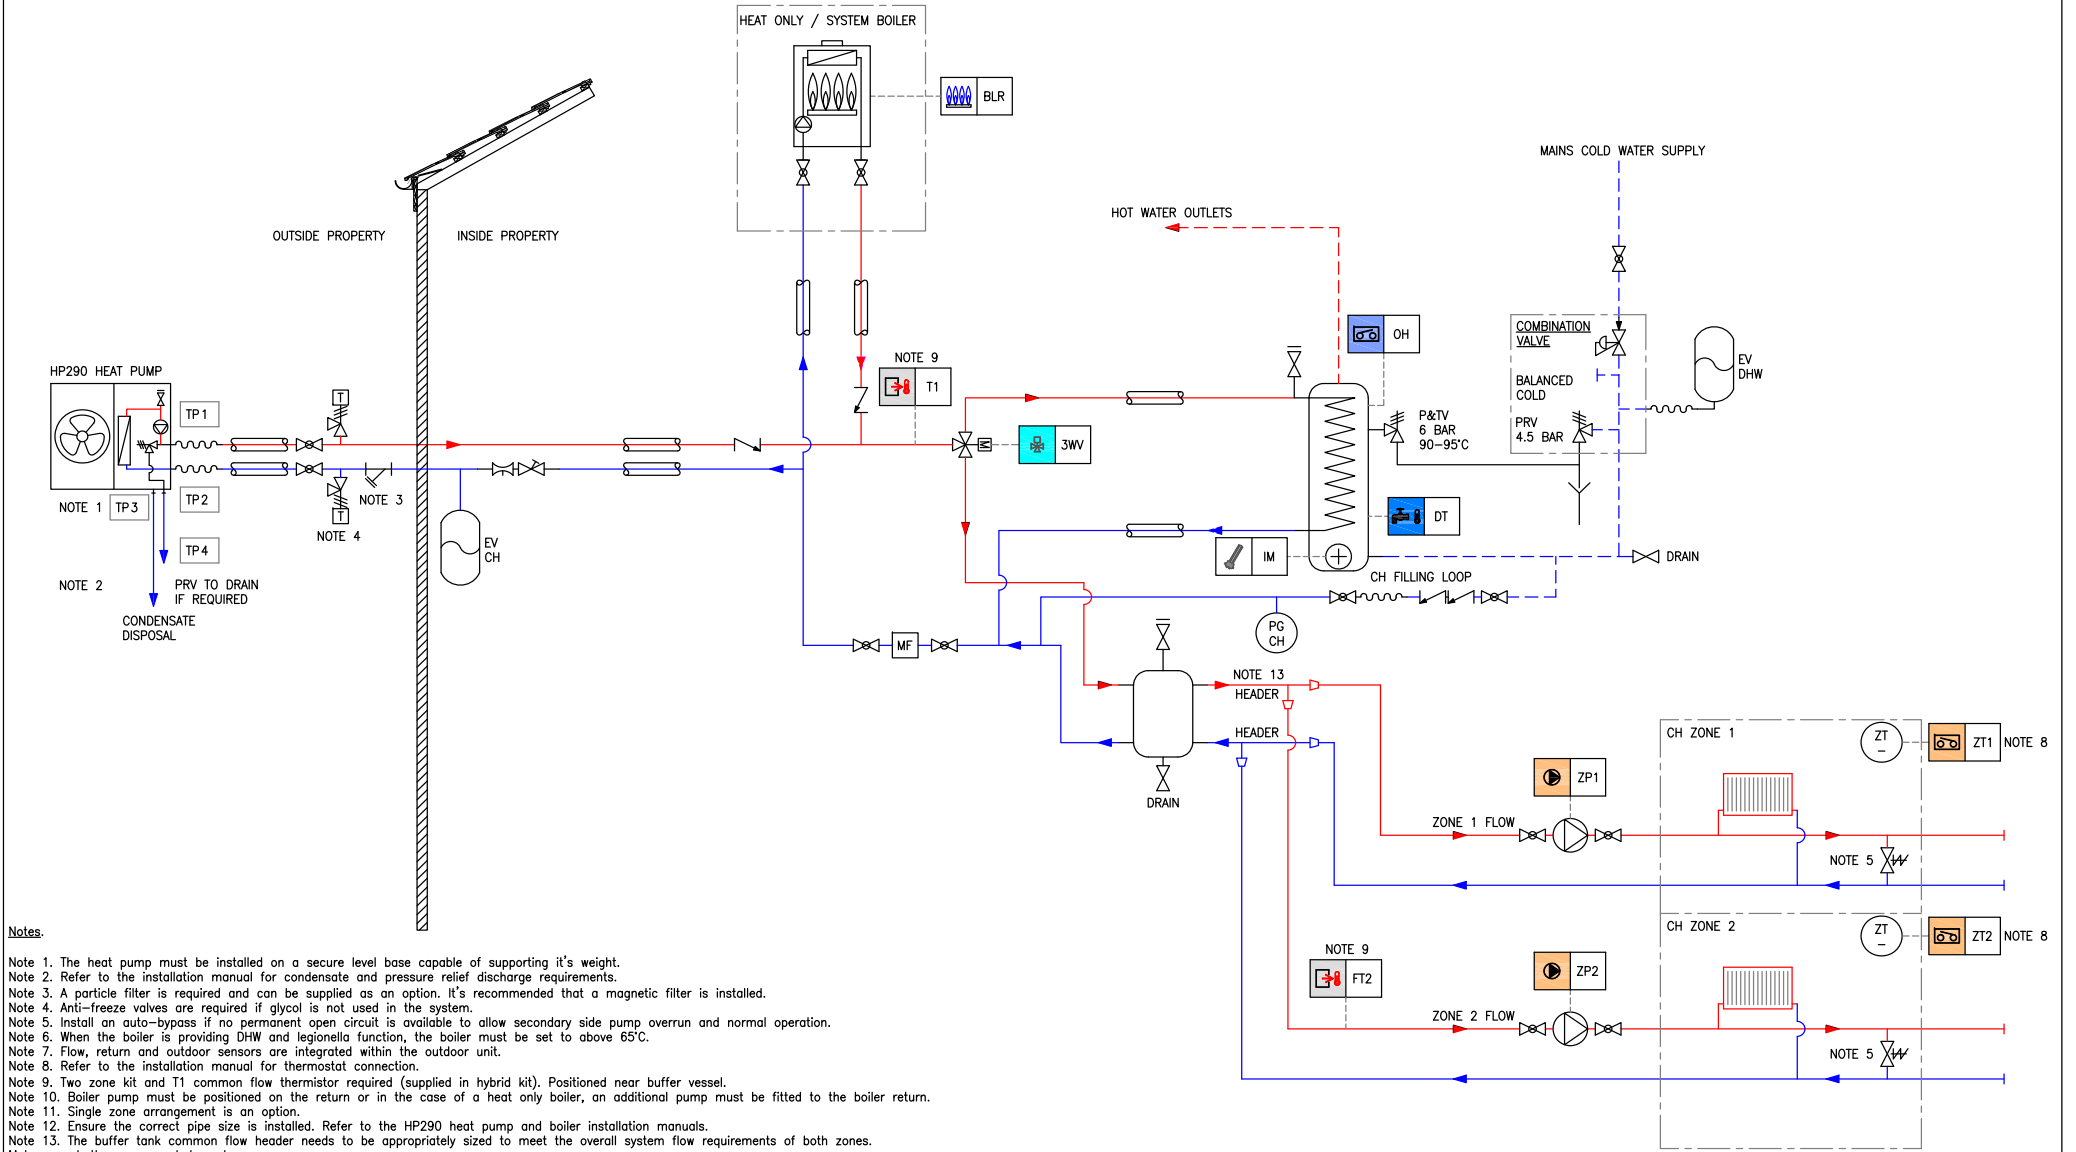 HEAT ONLY / SYSTEM BOILER
BLR
MAINS COLD WATER SUPPLY
HOT WATER OUTLETS
OUTSIDE PROPERTY
INSIDE PROPERTY
OH
COMBINATION
VALVE
BALANCED
COLD
PRV
4.5 BAR
EV
DHW
NOTE 9
T1
HP290 HEAT PUMP
TP1
T
P&TV
6 BAR
90-95°C
M
3WV
NOTE 1
TP3
TP2
NOTE 3
T
NOTE 4
DT
EV
CH
TP4
IM
DRAIN
NOTE 2
PRV TO DRAIN
IF REQUIRED
CH FILLING LOOP
CONDENSATE
DISPOSAL
PG
CH
MF
NOTE 13
HEADER
HEADER
DRAIN
CH ZONE 1
ZT
-
ZT1
NOTE 8
ZP1
ZONE 1 FLOW
NOTE 5
CH ZONE 2
ZT
-
ZT2
NOTE 8
NOTE 9
FT2
ZP2
ZONE 2 FLOW
NOTE 5
Notes.
Note 1. The heat pump must be installed on a secure level base capable of supporting it's weight.
Note 2. Refer to the installation manual for condensate and pressure relief discharge requirements.
Note 3. A particle filter is required and can be supplied as an option. It's recommended that a magnetic filter is installed.
Note 4. Anti-freeze valves are required if glycol is not used in the system.
Note 5. Install an auto-bypass if no permanent open circuit is available to allow secondary side pump overrun and normal operation.
Note 6. When the boiler is providing DHW and legionella function, the boiler must be set to above 65°C.
Note 7. Flow, return and outdoor sensors are integrated within the outdoor unit.
Note 8. Refer to the installation manual for thermostat connection.
Note 9. Two zone kit and T1 common flow thermistor required (supplied in hybrid kit). Positioned near buffer vessel.
Note 10. Boiler pump must be positioned on the return or in the case of a heat only boiler, an additional pump must be fitted to the boiler return.
Note 11. Single zone arrangement is an option.
Note 12. Ensure the correct pipe size is installed. Refer to the HP290 heat pump and boiler installation manuals.
Note 13. The buffer tank common flow header needs to be appropriately sized to meet the overall system flow requirements of both zones.